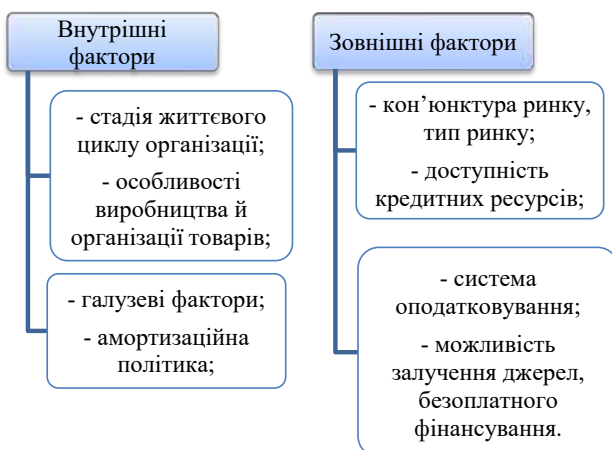 Внутрішні
фактори
- стадія життєвого
циклу організації;
- особливості
виробництва й
організації товарів;
- галузеві фактори;
- амортизаційна
політика;
Зовнішні фактори
- кон’юнктура ринку,
тип ринку;
- доступність
кредитних ресурсів;
- система
оподатковування;
- можливість
залучення джерел,
безоплатного
фінансування.